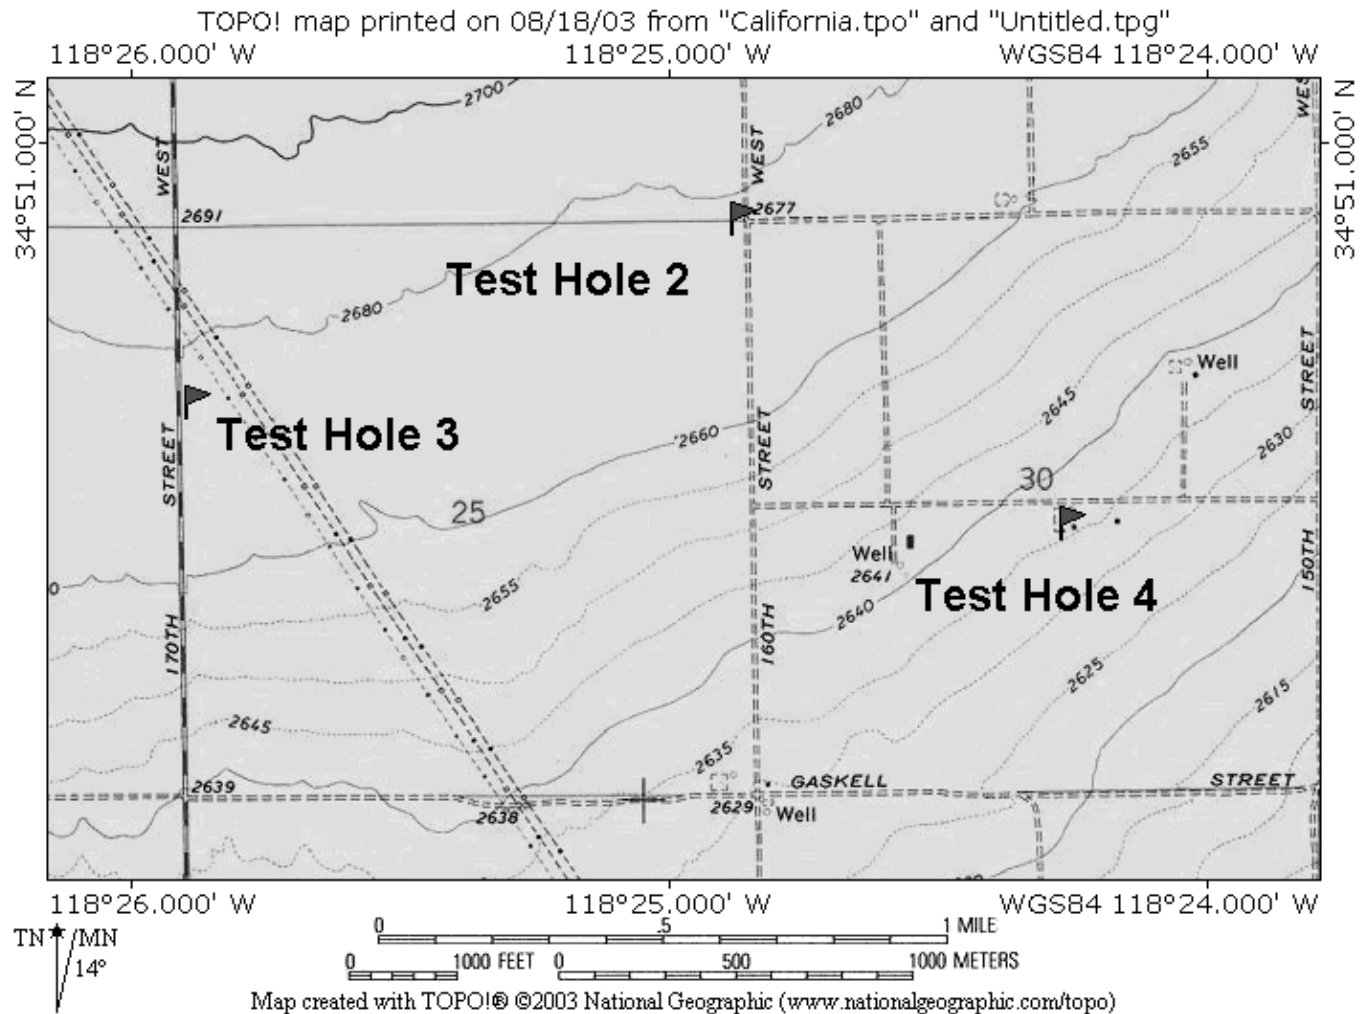 TOPO! map printed on 08/18/03 from "California.tpo" and "Untitled.tpg"
118°26.000' W 118°25.000' W WGS84 118°24.000' W
34°51.000' N
34°51.000' N
2700
2680
2655
WEST
WEST
WEST
2691
2677
Test Hole 2
2680
STREET
Well
2645
Test Hole 3
STREET
2660
STREET
2630
25
30
Well
2641
150TH
2655
Test Hole 4
2640
170TH
160TH
2625
2615
2645
2635
2639
GASKELL STREET
2638
2629
Well
118°26.000' W 118°25.000' W WGS84 118°24.000' W
TN MN
14°
0 .5 1 MILE
0 1000 FEET 0 500 1000 METERS
Map created with TOPO!® ©2003 National Geographic (www.nationalgeographic.com/topo)